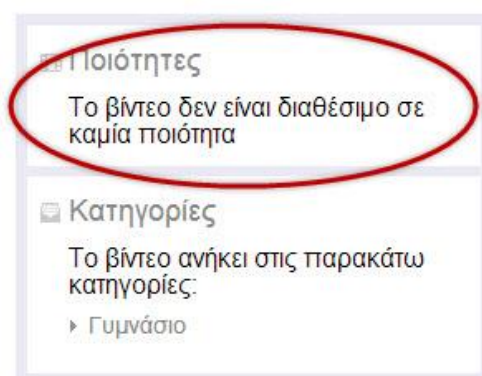 Ποιότητες
Το βίντεο δεν είναι διαθέσιμο σε
καμία ποιότητα
Κατηγορίες
Το βίντεο ανήκει στις παρακάτω
κατηγορίες:
Γυμνάσιο